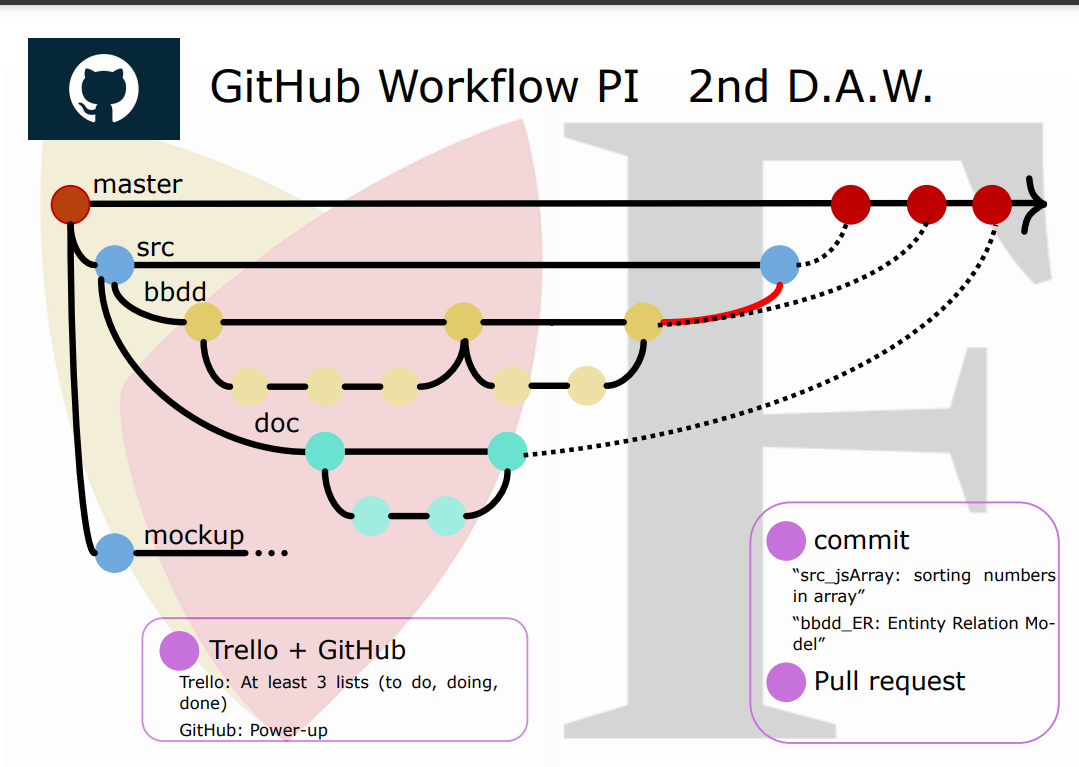 GitHub Workflow PI 2nd D.A.W.
master
src
bbdd
doc
mockup
commit
“src_jsArray: sorting numbers
in array”
“bbdd_ER: Entinty Relation Mo-
del”
Pull request
Trello + GitHub
Trello: At least 3 lists (to do, doing,
done)
GitHub: Power-up